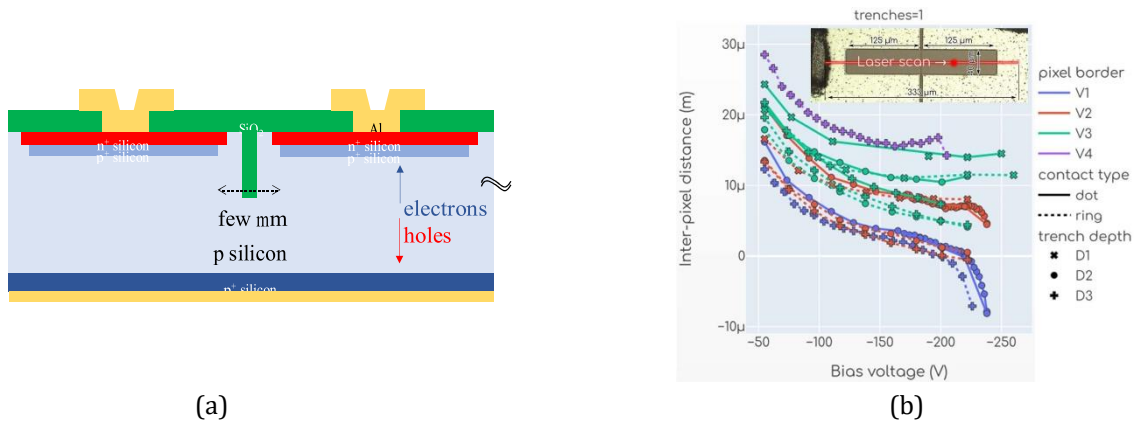 SiO₂
Al
n⁺ silicon
n⁺ silicon
p⁺ silicon
p⁺ silicon
few mm
electrons
holes
p silicon
p⁺ silicon
(a)
trenches=1
30μ
20μ
10μ
0
−10μ
Inter-pixel distance (m)
125 μm
125 μm
Laser scan →
333 μm
−50
−100
−150
−200
−250
Bias voltage (V)
pixel border
V1
V2
V3
V4
contact type
dot
ring
trench depth
D1
D2
D3
(b)